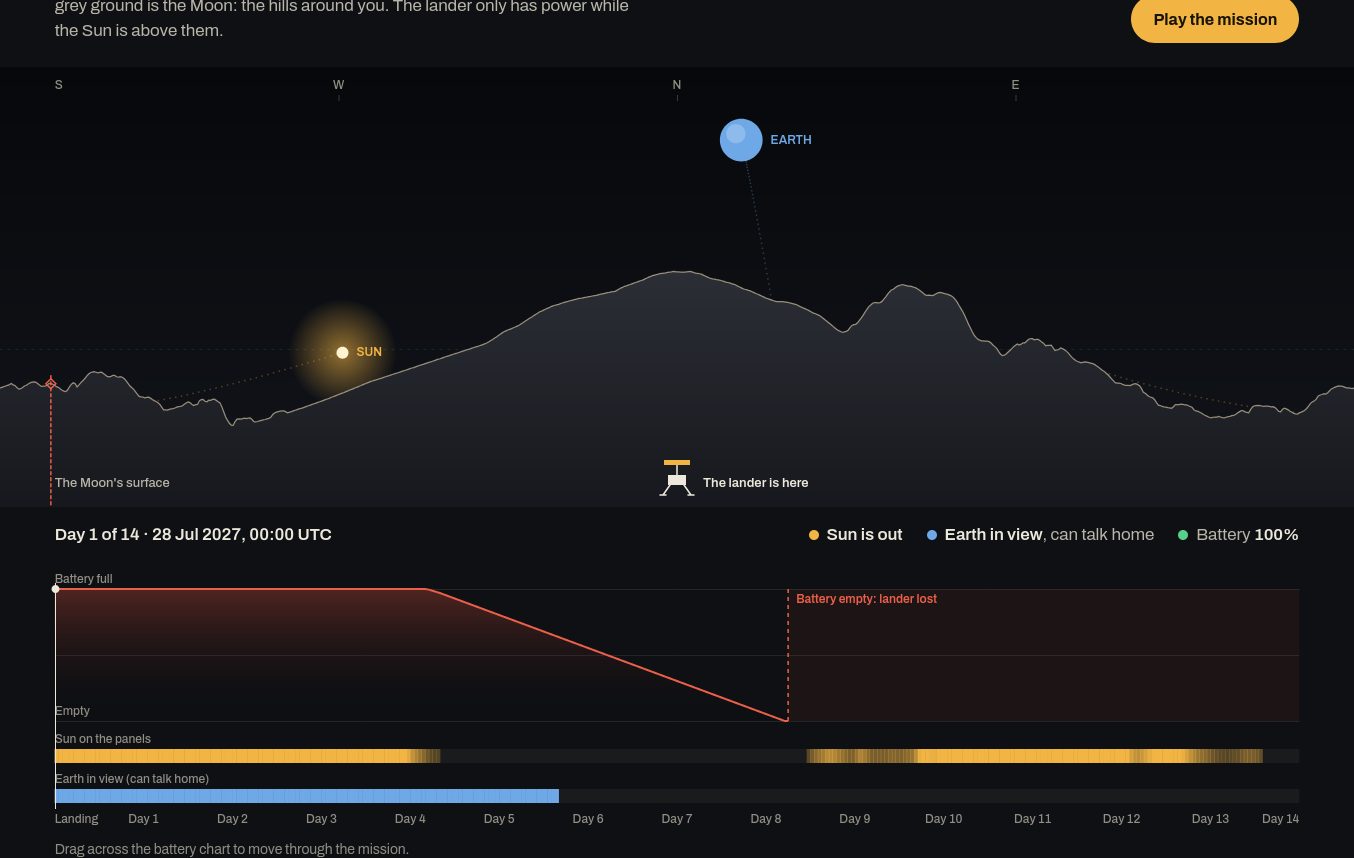 grey ground is the Moon: the hills around you. The lander only has power while
the Sun is above them.
Play the mission
S W N E
EARTH
SUN
The Moon's surface
The lander is here
Day 1 of 14 · 28 Jul 2027, 00:00 UTC
Sun is out Earth in view, can talk home Battery 100%
Battery full
Battery empty: lander lost
Empty
Sun on the panels
Earth in view (can talk home)
Landing Day 1 Day 2 Day 3 Day 4 Day 5 Day 6 Day 7 Day 8 Day 9 Day 10 Day 11 Day 12 Day 13 Day 14
Drag across the battery chart to move through the mission.